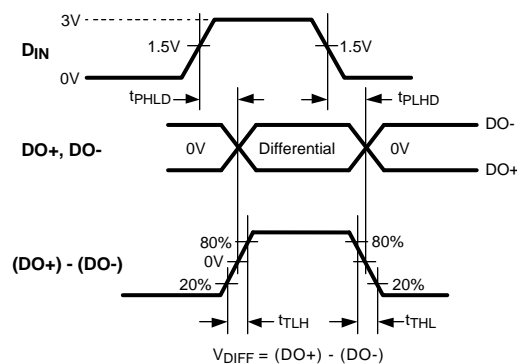 3V
D_IN
1.5V
1.5V
0V
t_PHLD
t_PLHD
DO-
DO+, DO-
0V
Differential
0V
DO+
80%
80%
(DO+) - (DO-)
0V
20%
20%
t_TLH
t_THL
V_DIFF = (DO+) - (DO-)